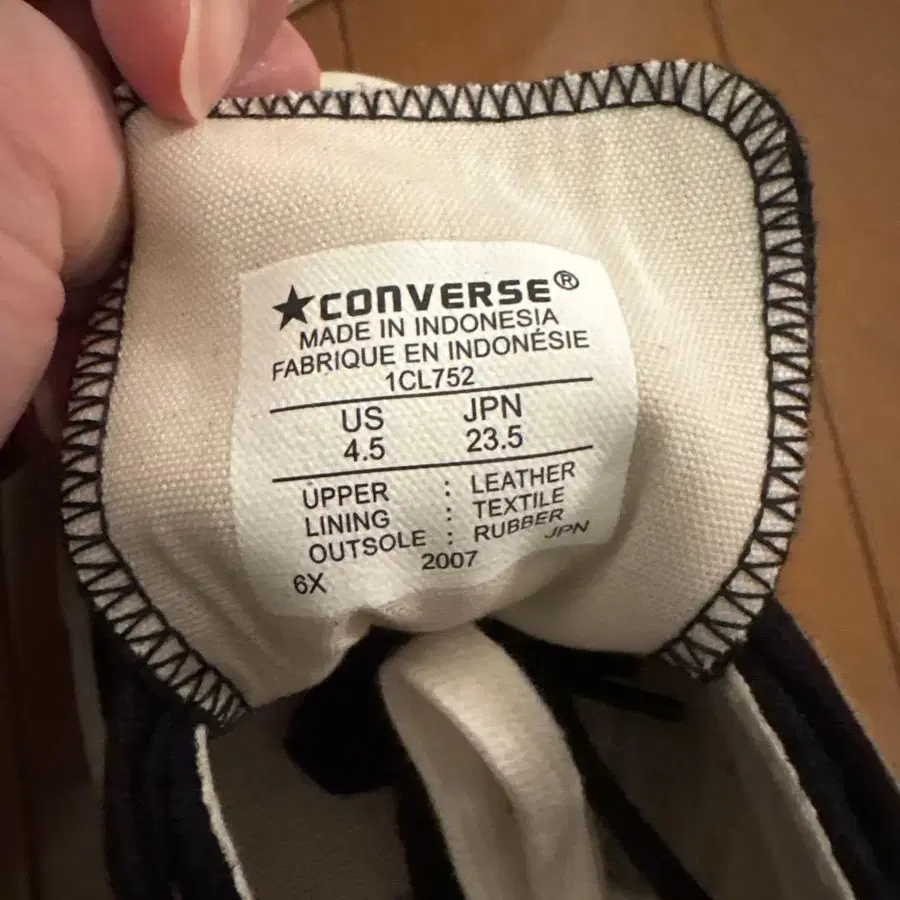 ★CONVERSE®
MADE IN INDONESIA
FABRIQUE EN INDONÉSIE
1CL752
US JPN
4.5 23.5
UPPER : LEATHER
LINING : TEXTILE
OUTSOLE : RUBBER
6X 2007 JPN